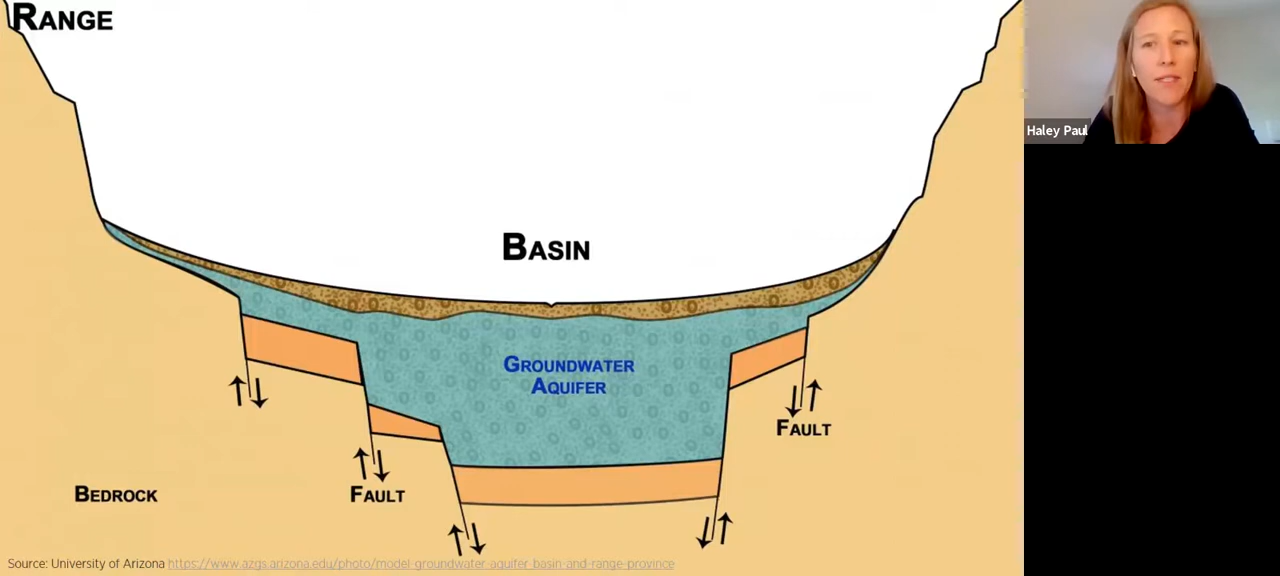 RANGE
Haley Paul
BASIN
GROUNDWATER
AQUIFER
FAULT
BEDROCK
FAULT
Source: University of Arizona https://www.azgs.arizona.edu/photo/model-groundwater-aquifer-basin-and-range-province